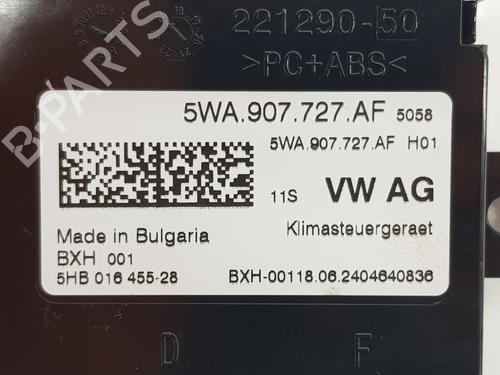 221290-50
>PC+ABS<
5WA.907.727.AF 5058
5WA.907.727.AF H01
11S VW AG
Made in Bulgaria Klimasteuergeraet
BXH 001
5HB 016 455-28 BXH-00118.06.2404640836
D F
B-PARTS